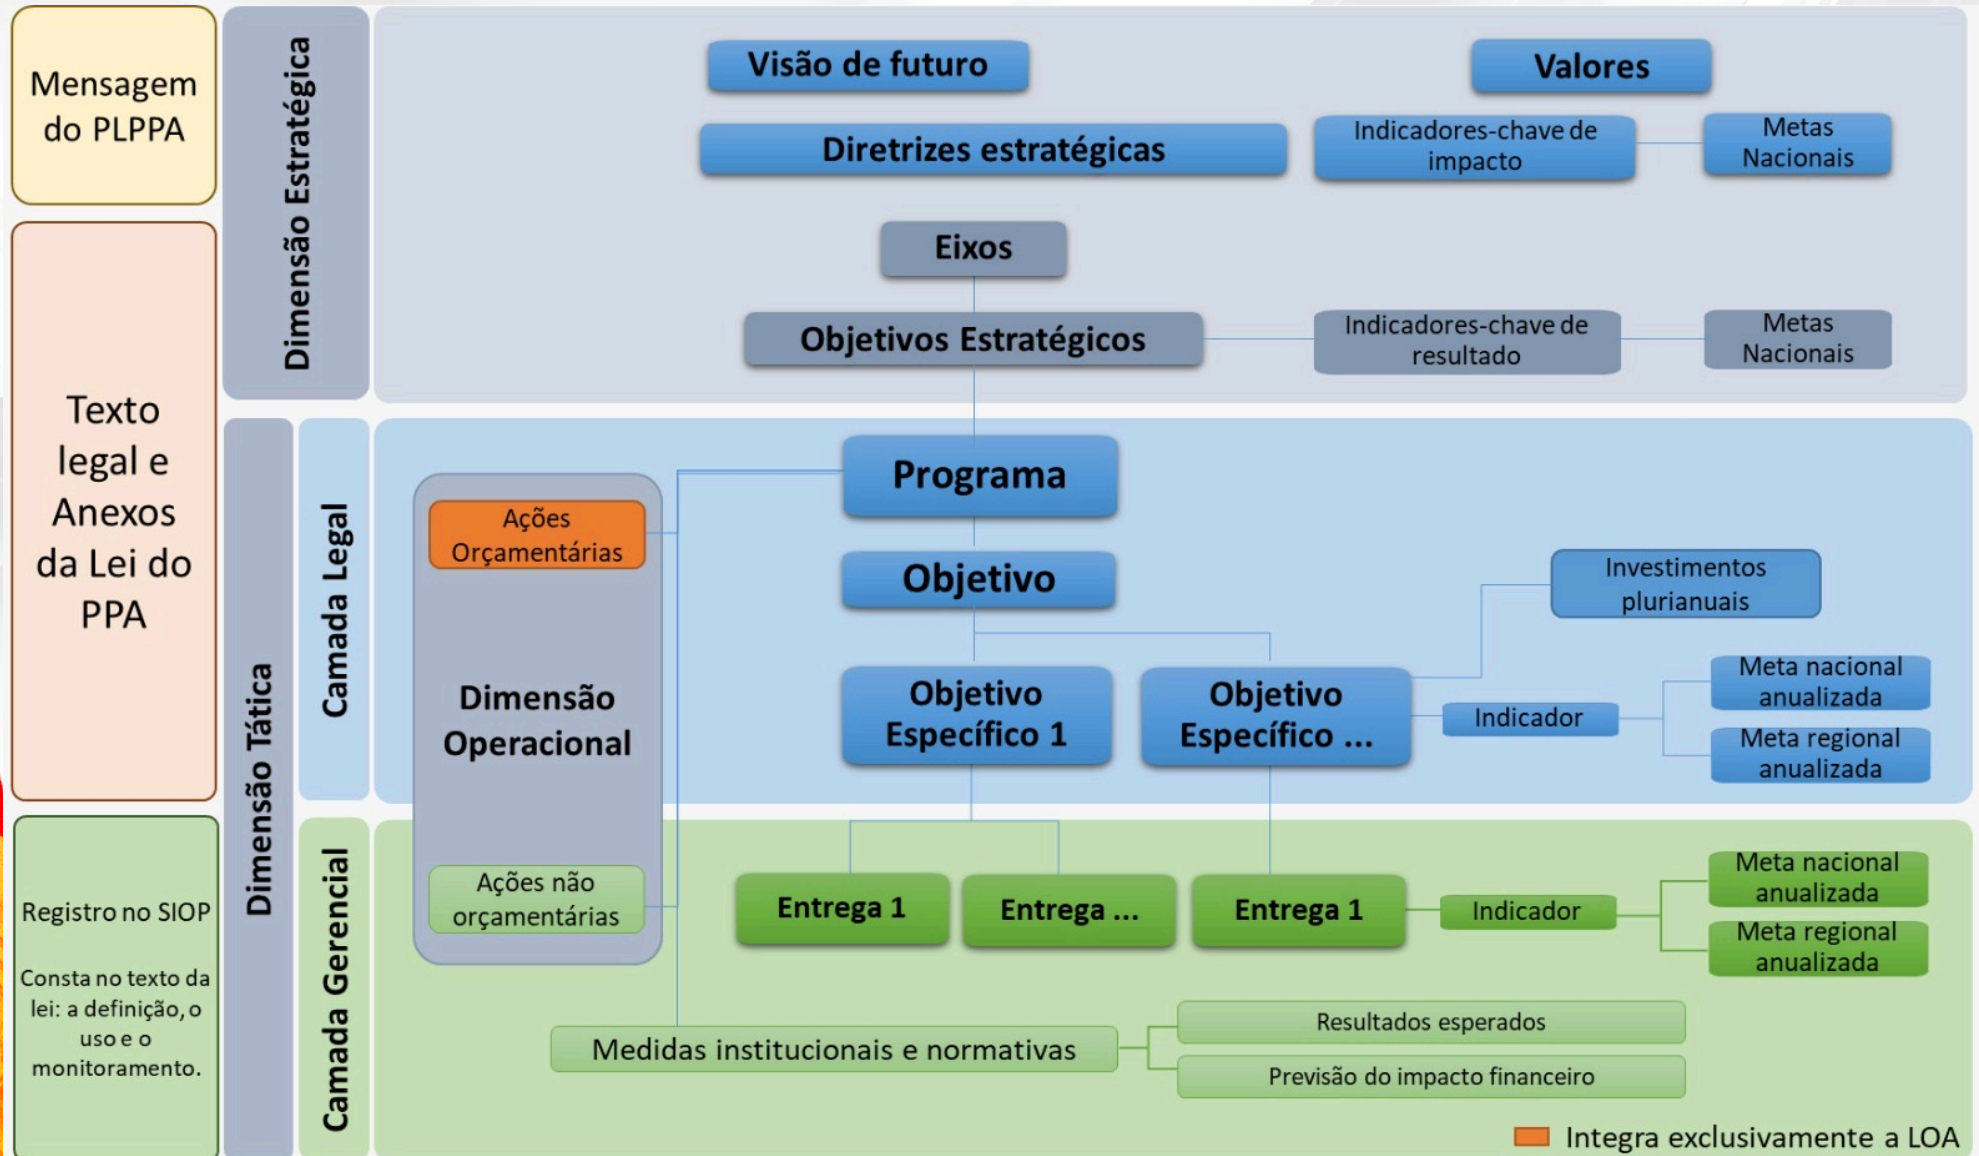 Mensagem
do PLPPA
Texto
legal e
Anexos
da Lei do
PPA
Registro no SIOP
Consta no texto da
lei: a definição, o
uso e o
monitoramento.
Dimensão Estratégica
Visão de futuro
Valores
Diretrizes estratégicas
Indicadores-chave de
impacto
Metas
Nacionais
Eixos
Objetivos Estratégicos
Indicadores-chave de
resultado
Metas
Nacionais
Dimensão Tática
Camada Legal
Programa
Ações
Orçamentárias
Objetivo
Investimentos
plurianuais
Dimensão
Operacional
Objetivo
Específico 1
Objetivo
Específico ...
Indicador
Meta nacional
anualizada
Meta regional
anualizada
Camada Gerencial
Ações não
orçamentárias
Entrega 1
Entrega ...
Entrega 1
Indicador
Meta nacional
anualizada
Meta regional
anualizada
Medidas institucionais e normativas
Resultados esperados
Previsão do impacto financeiro
Integra exclusivamente a LOA